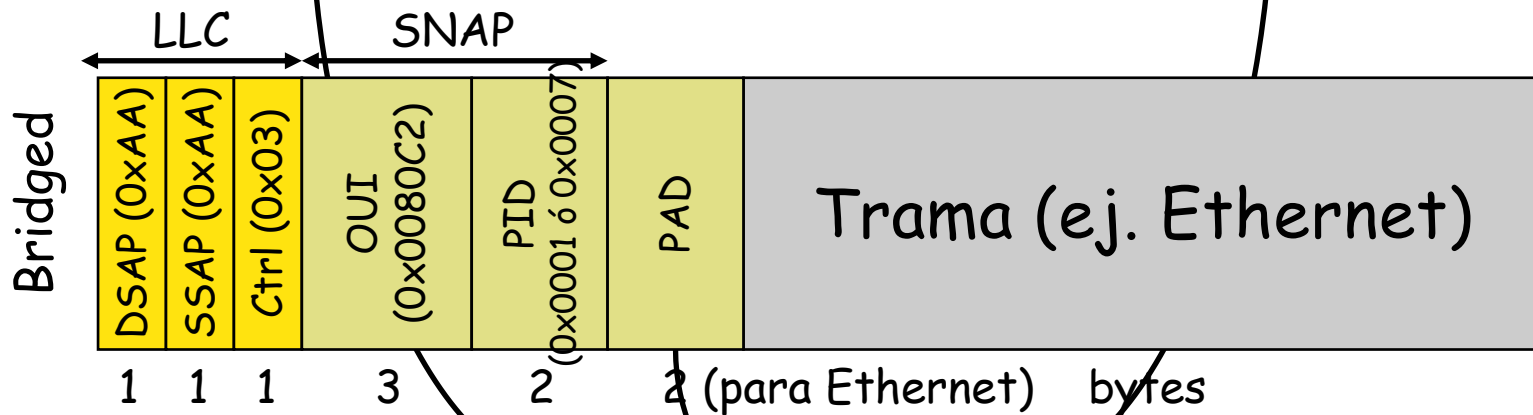 LLC
SNAP
Bridged
DSAP (0xAA)
SSAP (0xAA)
Ctrl (0x03)
OUI
(0x0080C2)
PID
(0x0001 ó 0x0007)
PAD
Trama (ej. Ethernet)
1 1 1 3 2 2 (para Ethernet) bytes